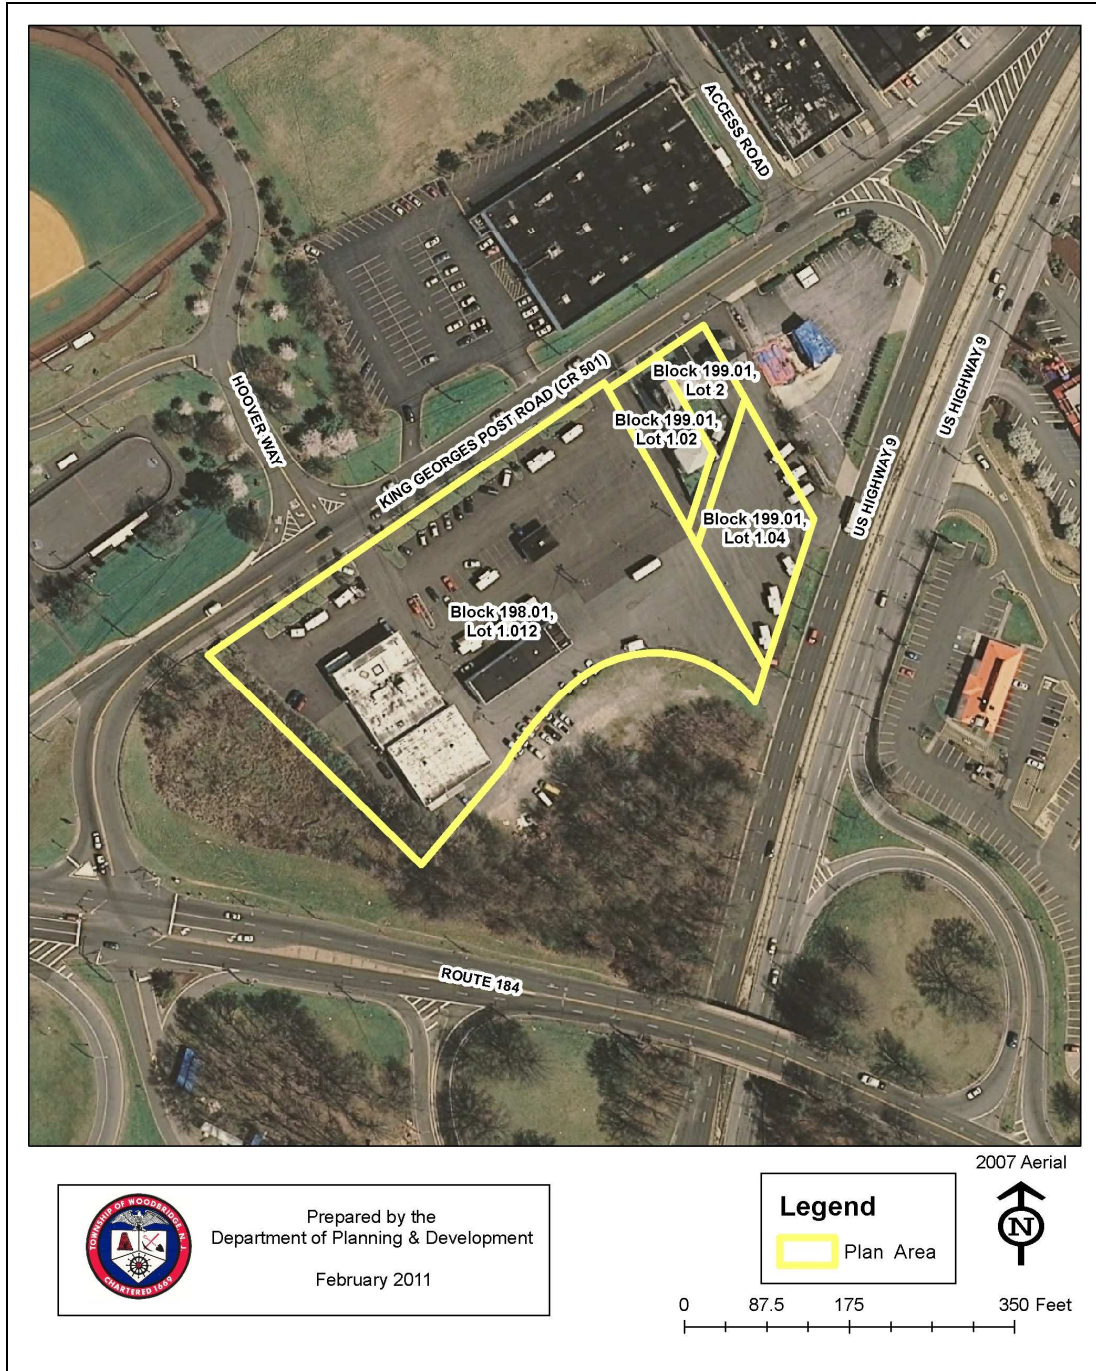 ACCESS ROAD
HOOVER WAY
KING GEORGES POST ROAD (CR 501)
US HIGHWAY 9
US HIGHWAY 9
Block 199.01,
Lot 2
Block 199.01,
Lot 1.02
Block 199.01,
Lot 1.04
Block 198.01,
Lot 1.012
ROUTE 184
2007 Aerial
N
TOWNSHIP OF WOODBRIDGE, N. J.
CHARTERED 1669
Prepared by the
Department of Planning & Development
February 2011
Legend
Plan Area
0 87.5 175 350 Feet